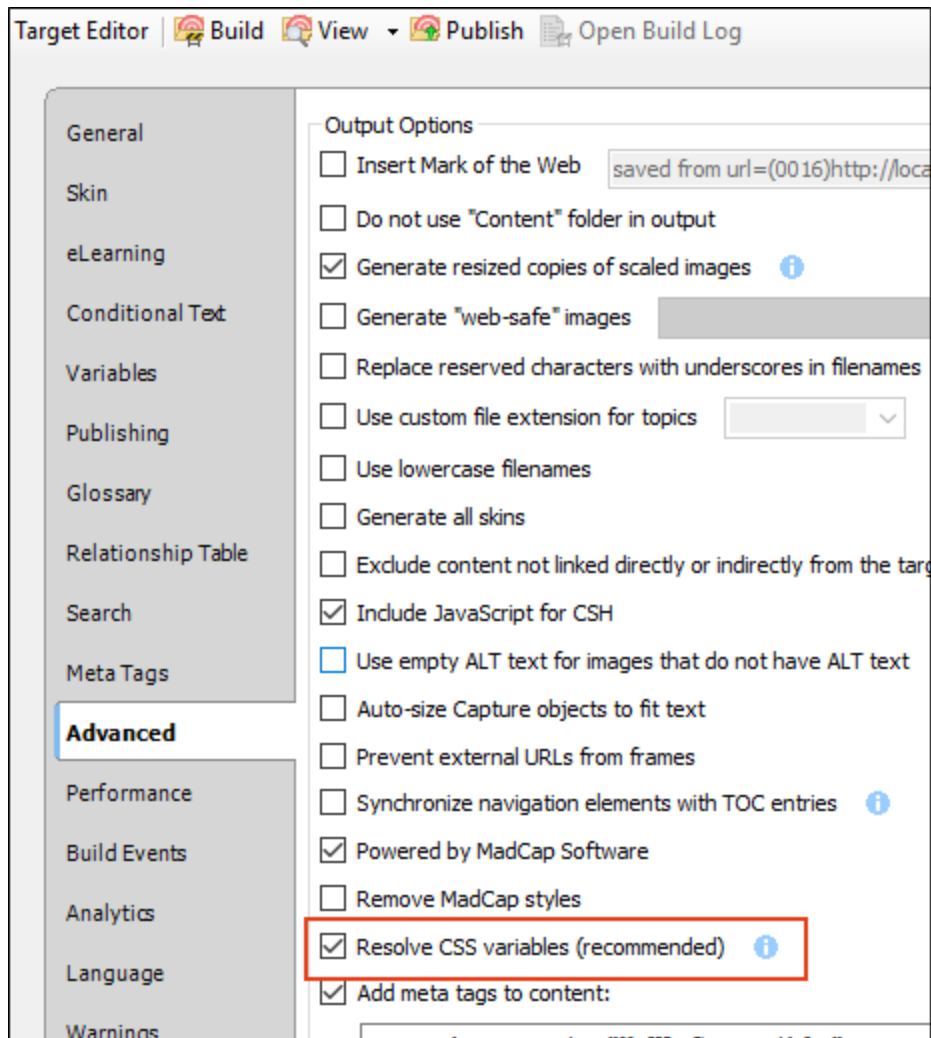 Target Editor Build View Publish Open Build Log
General
Skin
eLearning
Conditional Text
Variables
Publishing
Glossary
Relationship Table
Search
Meta Tags
Advanced
Performance
Build Events
Analytics
Language
Warnings
Output Options
Insert Mark of the Web saved from url=(0016)http://loca
Do not use "Content" folder in output
Generate resized copies of scaled images
Generate "web-safe" images
Replace reserved characters with underscores in filenames
Use custom file extension for topics
Use lowercase filenames
Generate all skins
Exclude content not linked directly or indirectly from the targ
Include JavaScript for CSH
Use empty ALT text for images that do not have ALT text
Auto-size Capture objects to fit text
Prevent external URLs from frames
Synchronize navigation elements with TOC entries
Powered by MadCap Software
Remove MadCap styles
Resolve CSS variables (recommended)
Add meta tags to content: